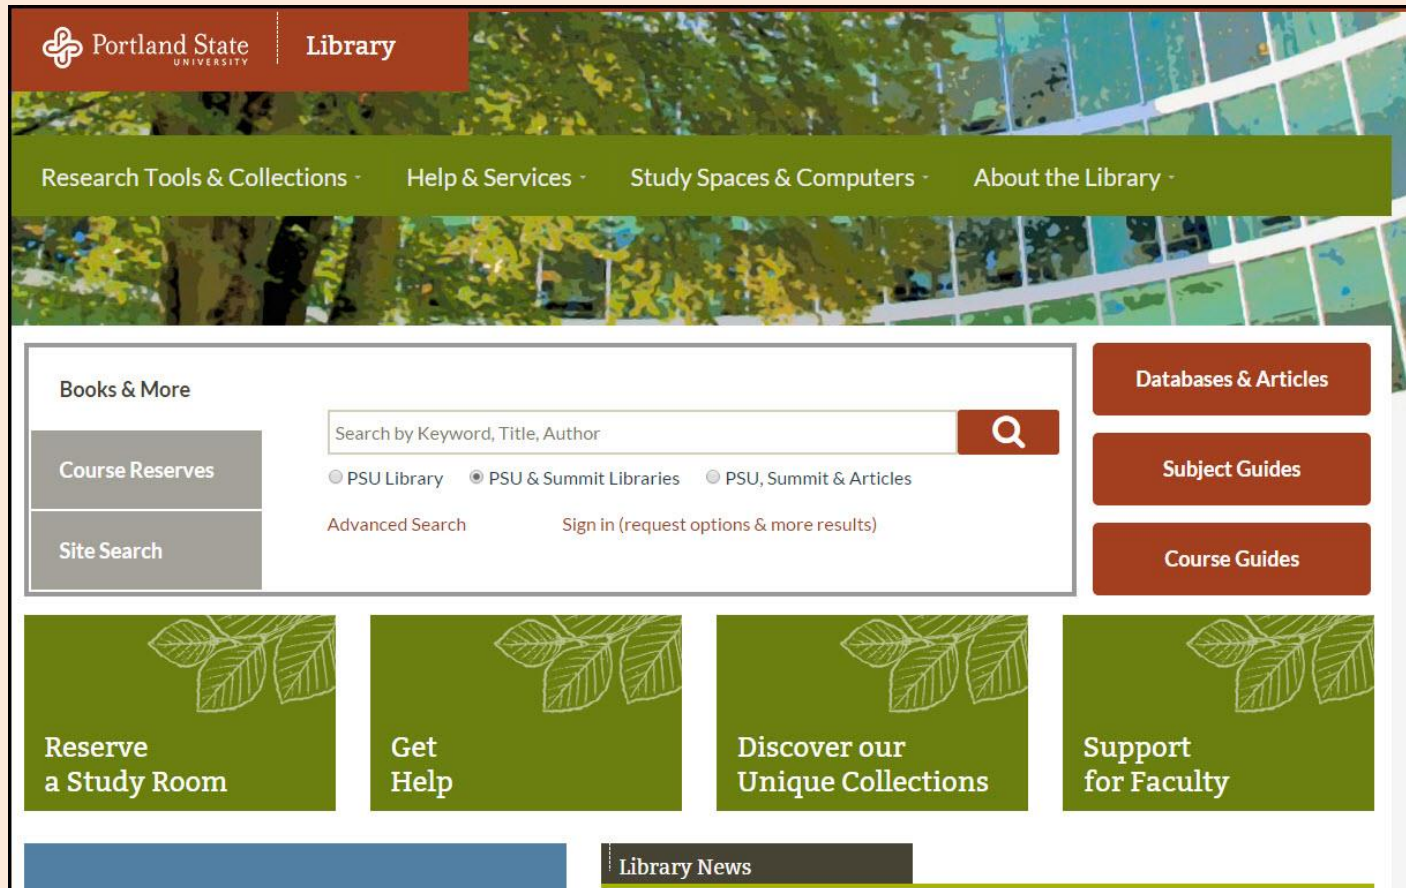 Portland State
UNIVERSITY
Library
Research Tools & Collections
Help & Services
Study Spaces & Computers
About the Library
Books & More
Course Reserves
Site Search
Search by Keyword, Title, Author
PSU Library
PSU & Summit Libraries
PSU, Summit & Articles
Advanced Search
Sign in (request options & more results)
Databases & Articles
Subject Guides
Course Guides
Reserve
a Study Room
Get
Help
Discover our
Unique Collections
Support
for Faculty
Library News